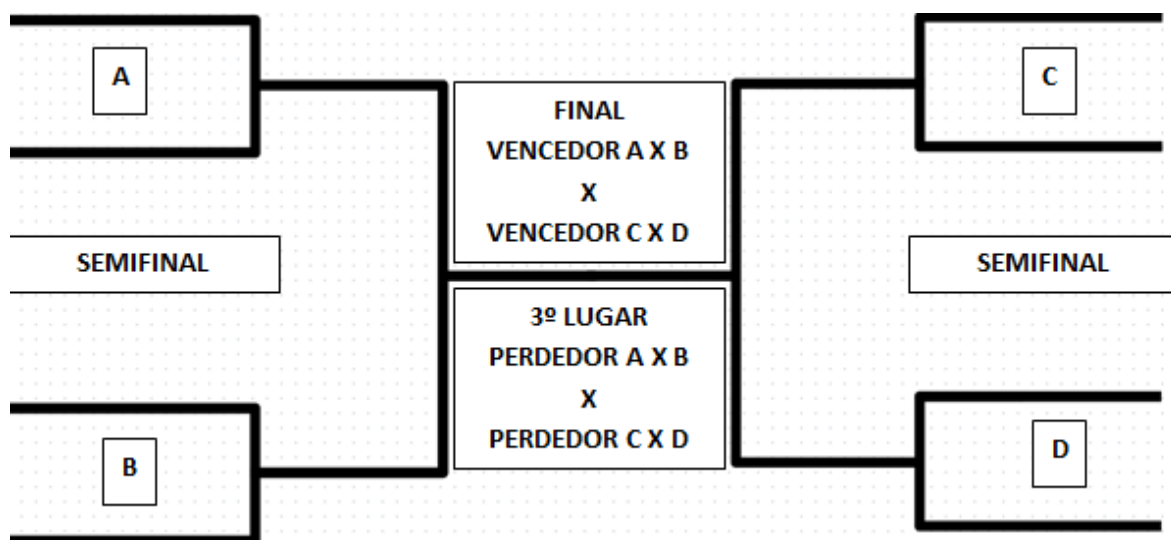 A
C
FINAL
VENCEDOR A X B
X
VENCEDOR C X D
SEMIFINAL
SEMIFINAL
3º LUGAR
PERDEDOR A X B
X
PERDEDOR C X D
B
D